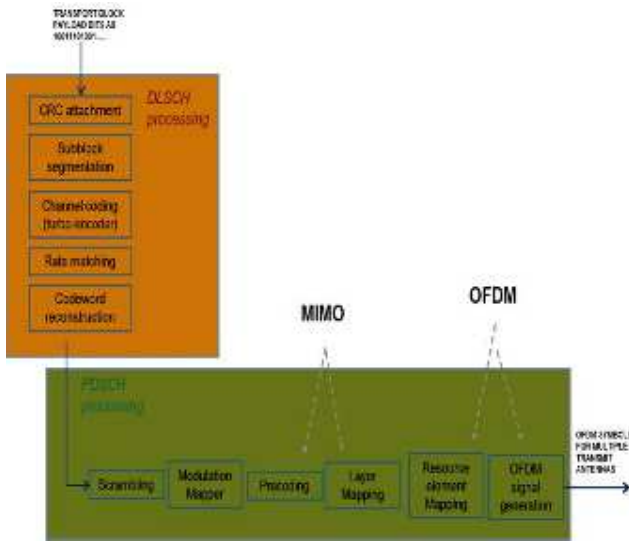 TRANSPORT BLOCK
PAYLOAD BITS AS
DLSCH
processing
CRC attachment
Subblock
segmentation
Channel coding
(turbo-encoder)
Rate matching
Codeword
reconstruction
MIMO
OFDM
PDSCH
processing
Scrambling
Modulation
Mapper
Precoding
Layer
Mapping
Resource
element
Mapping
OFDM
signal
generation
OFDM SYMBOLS
FOR MULTIPLE
TRANSMIT
ANTENNAS